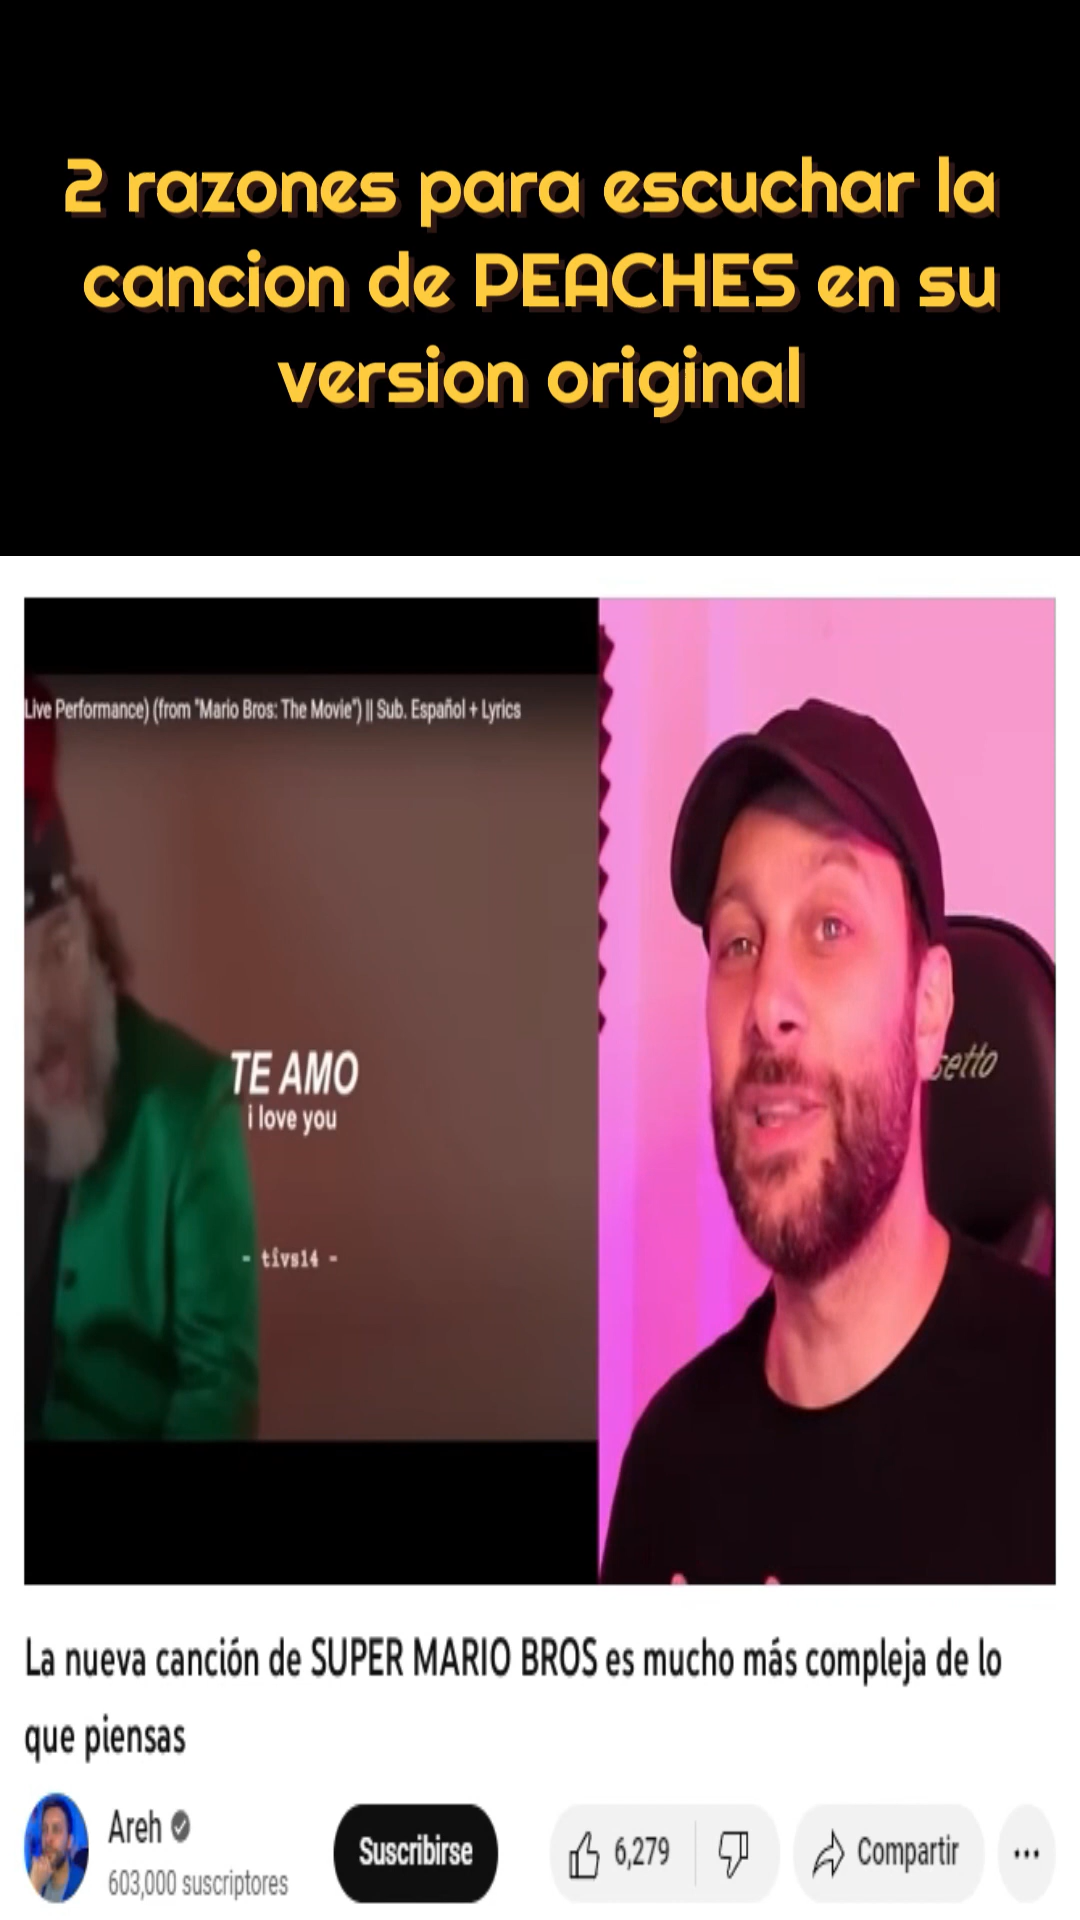 2 razones para escuchar la
cancion de PEACHES en su
version original
Live Performance) (from "Mario Bros: The Movie") || Sub. Español + Lyrics
TE AMO
i love you
- tivs14 -
setto
La nueva canción de SUPER MARIO BROS es mucho más compleja de lo
que piensas
Areh
603,000 suscriptores
Suscribirse
6,279
Compartir